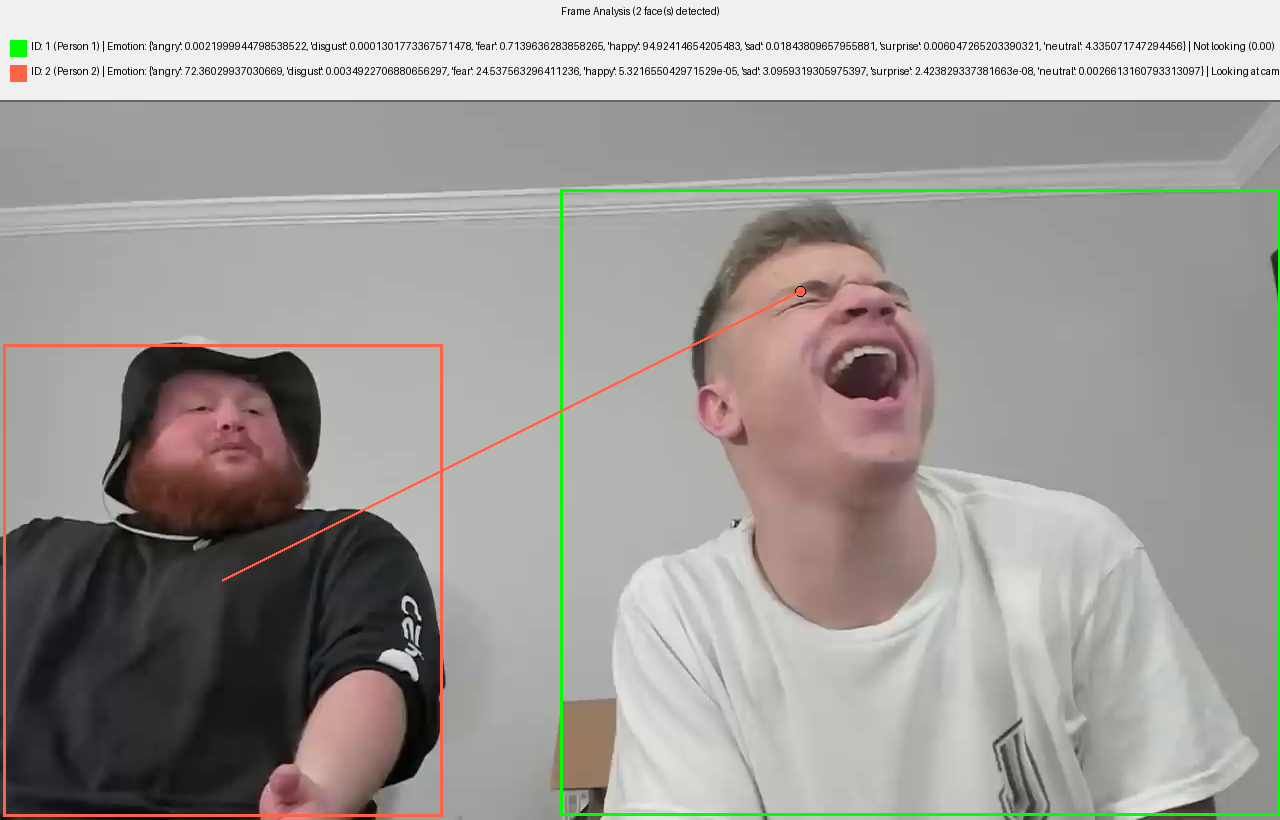 Frame Analysis (2 face(s) detected)
ID: 1 (Person 1) | Emotion: {'angry': 0.0021999944798538522, 'disgust': 0.0001301773367571478, 'fear': 0.7139636283858265, 'happy': 94.92414654205483, 'sad': 0.01843809657955881, 'surprise': 0.006047265203390321, 'neutral': 4.335071747294456} | Not looking (0.00)
ID: 2 (Person 2) | Emotion: {'angry': 72.36029937030669, 'disgust': 0.0034922706880656297, 'fear': 24.537563296411236, 'happy': 5.321655042971529e-05, 'sad': 3.0959319305975397, 'surprise': 2.423829337381663e-08, 'neutral': 0.0026613160793313097} | Looking at cam